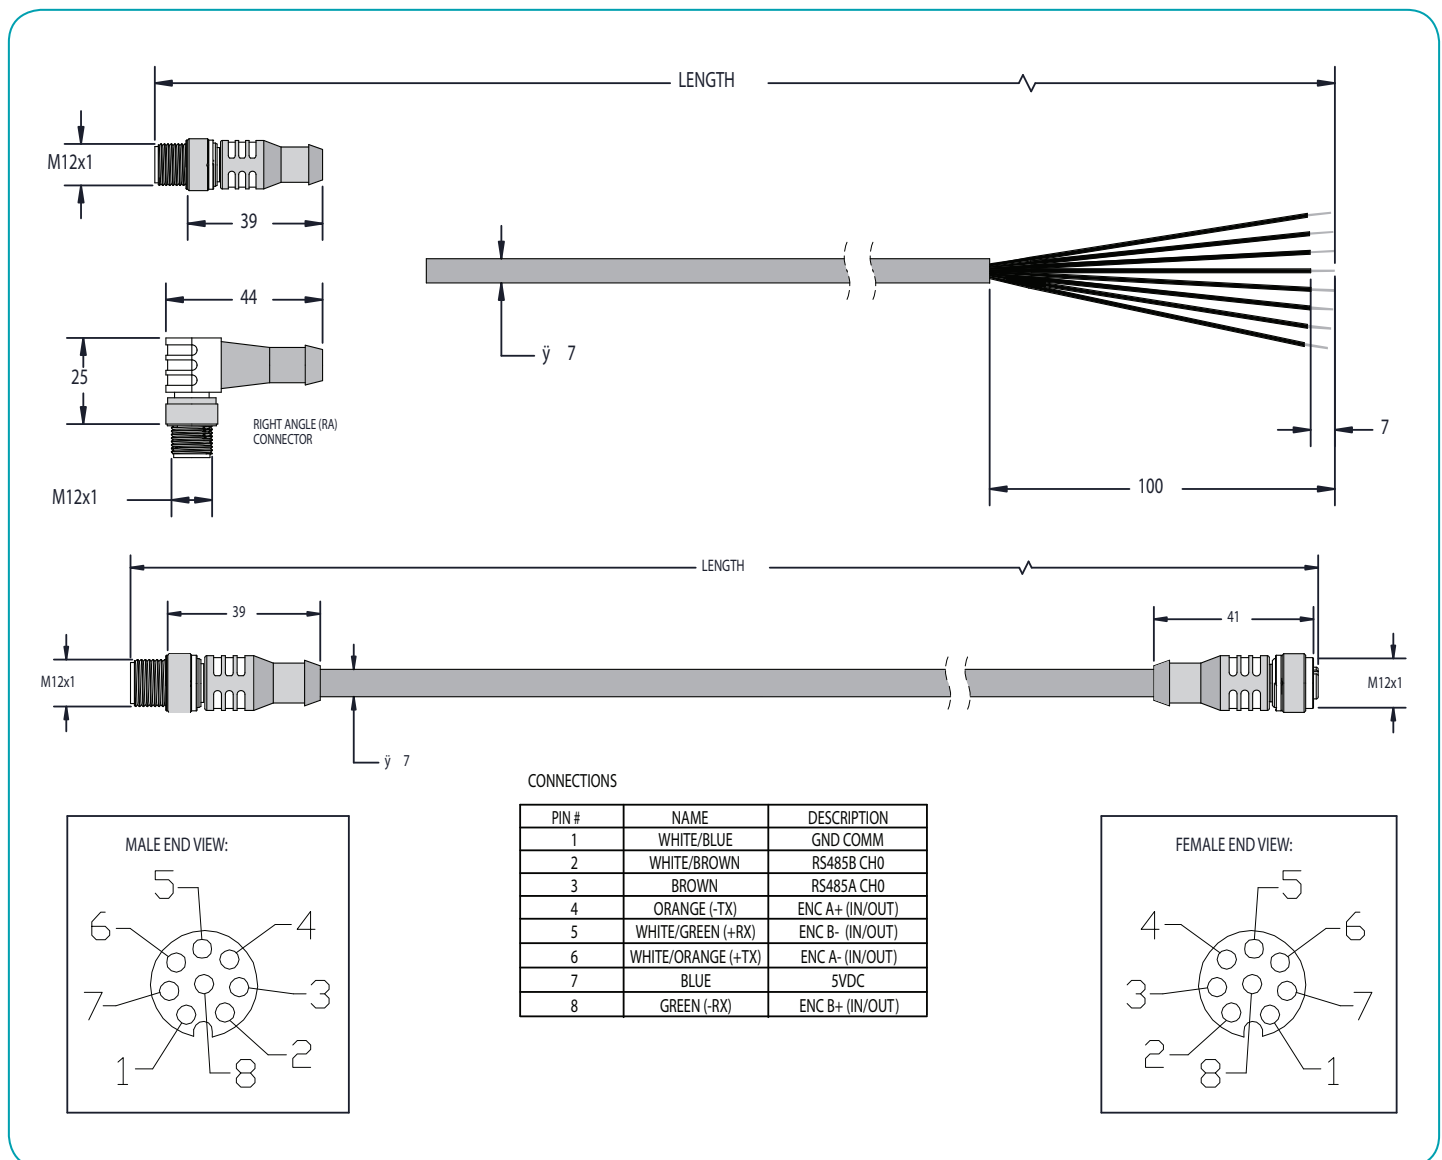 LENGTH
M12x1
39
44
25
ÿ 7
RIGHT ANGLE (RA)
CONNECTOR
7
M12x1
100
LENGTH
39
41
M12x1
M12x1
ÿ 7
CONNECTIONS
PIN # NAME DESCRIPTION
1 WHITE/BLUE GND COMM
2 WHITE/BROWN RS485B CH0
3 BROWN RS485A CH0
4 ORANGE (-TX) ENC A+ (IN/OUT)
5 WHITE/GREEN (+RX) ENC B- (IN/OUT)
6 WHITE/ORANGE (+TX) ENC A- (IN/OUT)
7 BLUE 5VDC
8 GREEN (-RX) ENC B+ (IN/OUT)
MALE END VIEW:
5
6 4
7 3
1 8 2
FEMALE END VIEW:
5
4 6
3 7
2 8 1